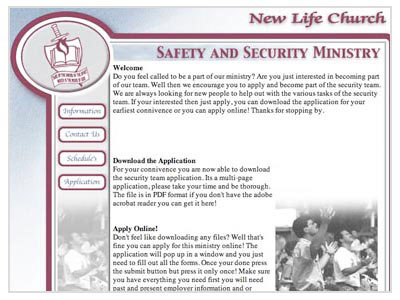 New Life Church
SAFETY AND SECURITY MINISTRY
Welcome
Do you feel called to be a part of our ministry? Are you just interested in becoming part
of our team. Well then we encourage you to apply and become part of the security team.
We are always looking for new people to help out with the various tasks of the security
team. If your interested then just apply, you can download the application for your
earliest connivence or you can apply online! Thanks for stopping by.
Information
Contact Us
Schedule's
Application
Download the Application
For your connivence you are now able to download
the security team application. Its a multi-page
application, please take your time and be thorough.
The file is in PDF format if you don't have the adobe
acrobat reader you can get it here!
Apply Online!
Don't feel like downloading any files? Well that's
fine you can apply for this ministry online! The
application will pop up in a window and you just
need to fill out all the forms. Once your done press
the submit button but press it only once! Make sure
you have everything you need first you will need
past and present employer information and or